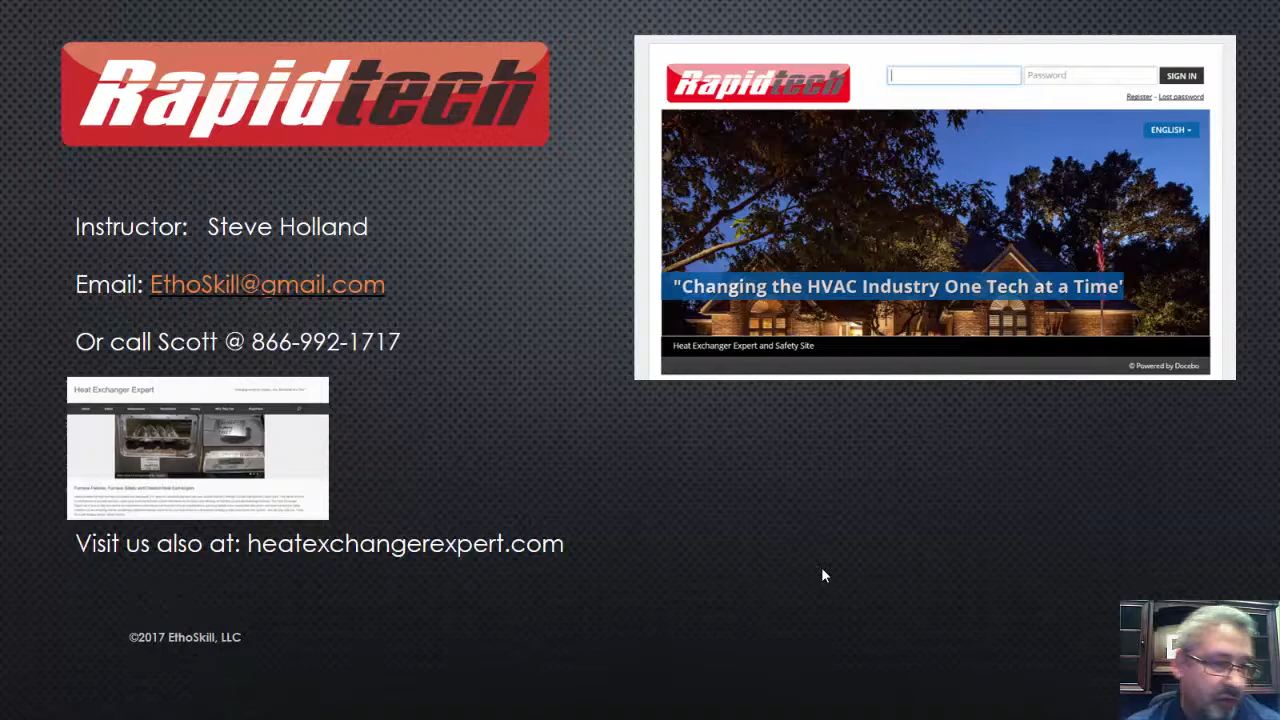 Rapidtech
Instructor: Steve Holland
Email: EthoSkill@gmail.com
Or call Scott @ 866-992-1717
Heat Exchanger Expert
Visit us also at: heatexchangerexpert.com
©2017 EthoSkill, LLC
Rapidtech
Password
SIGN IN
Register - Lost password
ENGLISH
"Changing the HVAC Industry One Tech at a Time'
Heat Exchanger Expert and Safety Site
© Powered by Docebo